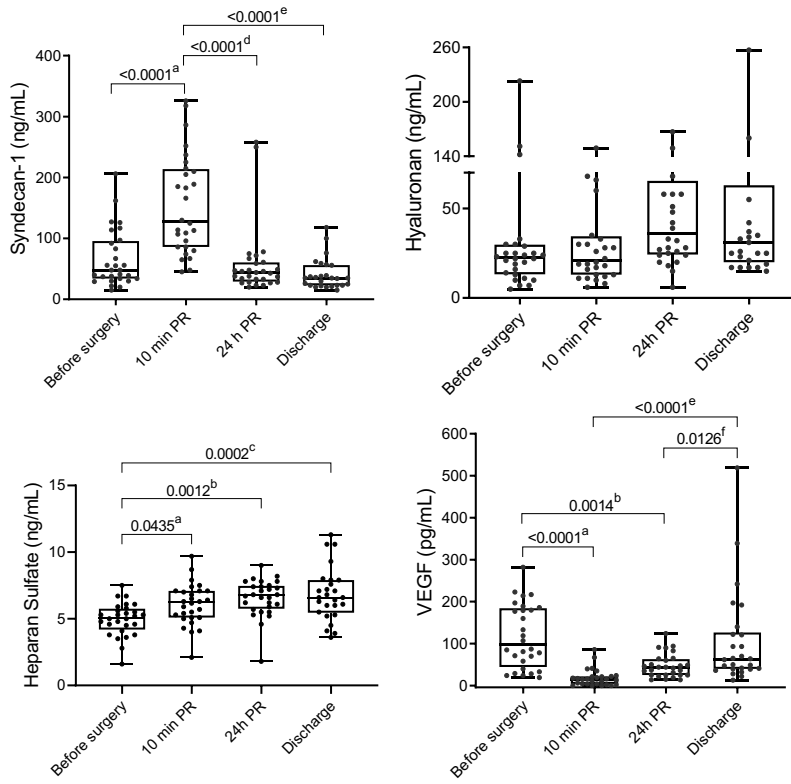 <0.0001e
<0.0001d
<0.0001a
Syndecan-1 (ng/mL)
400
300
200
100
0
Before surgery
10 min PR
24h PR
Discharge
Hyaluronan (ng/mL)
260
200
140
50
0
Before surgery
10 min PR
24h PR
Discharge
0.0002c
0.0012b
0.0435a
Heparan Sulfate (ng/mL)
15
10
5
0
Before surgery
10 min PR
24h PR
Discharge
<0.0001e
0.0126f
0.0014b
<0.0001a
VEGF (pg/mL)
600
500
400
300
200
100
0
Before surgery
10 min PR
24h PR
Discharge